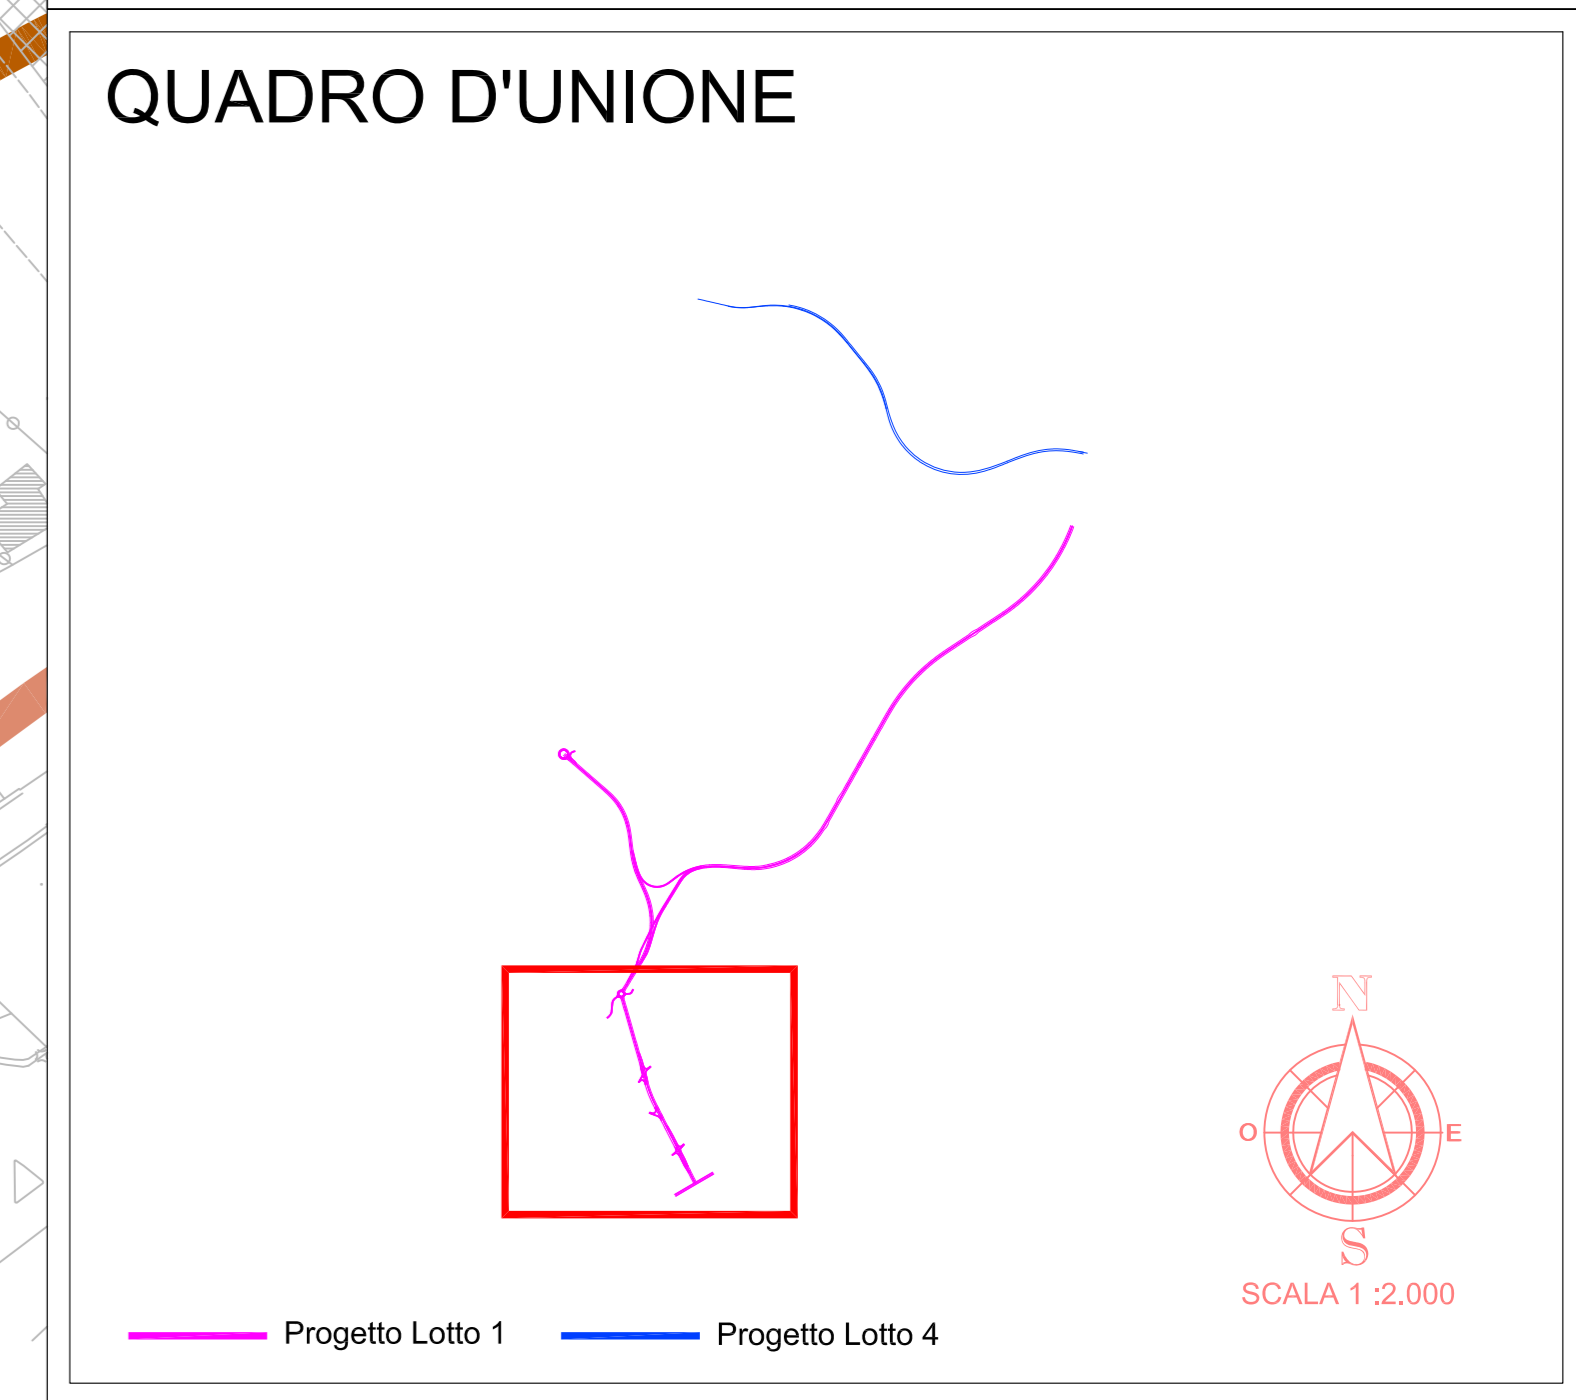 QUADRO D'UNIONE
N
O
E
S
SCALA 1 :2.000
Progetto Lotto 1
Progetto Lotto 4